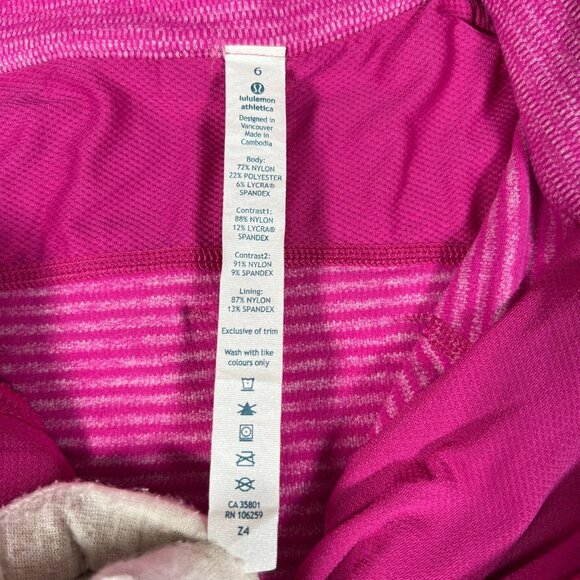 6
lululemon
athletica
Designed in
Vancouver
Made in
Cambodia
Body:
72% NYLON
22% POLYESTER
6% LYCRA®
SPANDEX
Contrast1:
88% NYLON
12% LYCRA®
SPANDEX
Contrast2:
91% NYLON
9% SPANDEX
Lining:
87% NYLON
13% SPANDEX
Exclusive of trim
Wash with like
colours only
CA 35801
RN 106259
Z4